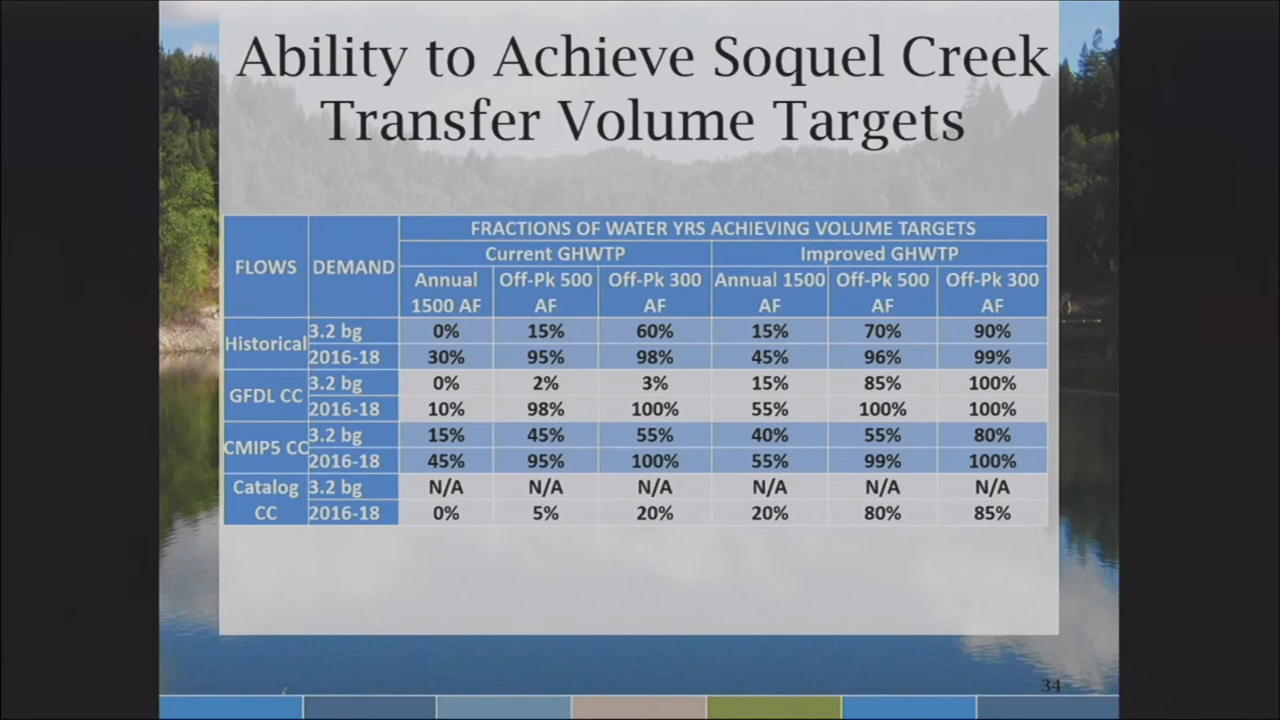 Ability to Achieve Soquel Creek
Transfer Volume Targets
FLOWS DEMAND FRACTIONS OF WATER YRS ACHIEVING VOLUME TARGETS
Current GHWTP Improved GHWTP
Annual 1500 AF Off-Pk 500 AF Off-Pk 300 AF Annual 1500 AF Off-Pk 500 AF Off-Pk 300 AF
Historical 3.2 bg 0% 15% 60% 15% 70% 90%
2016-18 30% 95% 98% 45% 96% 99%
GFDL CC 3.2 bg 0% 2% 3% 15% 85% 100%
2016-18 10% 98% 100% 55% 100% 100%
CMIP5 CC 3.2 bg 15% 45% 55% 40% 55% 80%
2016-18 45% 95% 100% 55% 99% 100%
Catalog CC 3.2 bg N/A N/A N/A N/A N/A N/A
2016-18 0% 5% 20% 20% 80% 85%
34